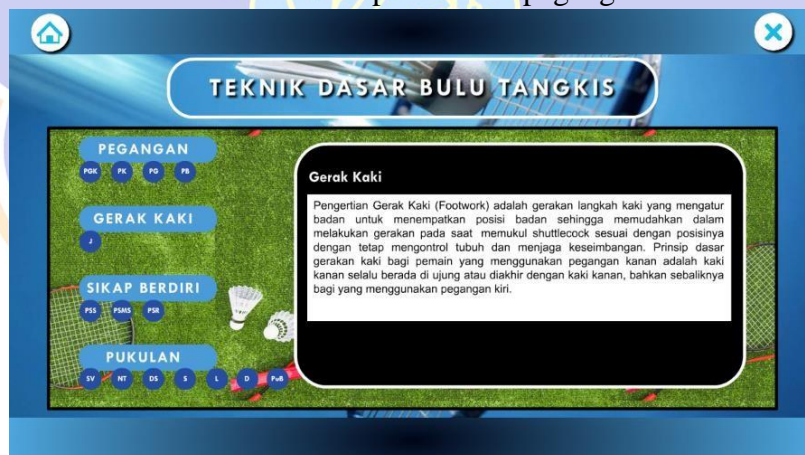 TEKNIK DASAR BULU TANGKIS
PEGANGAN
PGK PK PG PB
GERAK KAKI
J
SIKAP BERDIRI
PSS PSMS PSR
PUKULAN
SV NT DS S L D PuB
Gerak Kaki
Pengertian Gerak Kaki (Footwork) adalah gerakan langkah kaki yang mengatur
badan untuk menempatkan posisi badan sehingga memudahkan dalam
melakukan gerakan pada saat memukul shuttlecock sesuai dengan posisinya
dengan tetap mengontrol tubuh dan menjaga keseimbangan. Prinsip dasar
gerakan kaki bagi pemain yang menggunakan pegangan kanan adalah kaki
kanan selalu berada di ujung atau diakhir dengan kaki kanan, bahkan sebaliknya
bagi yang menggunakan pegangan kiri.